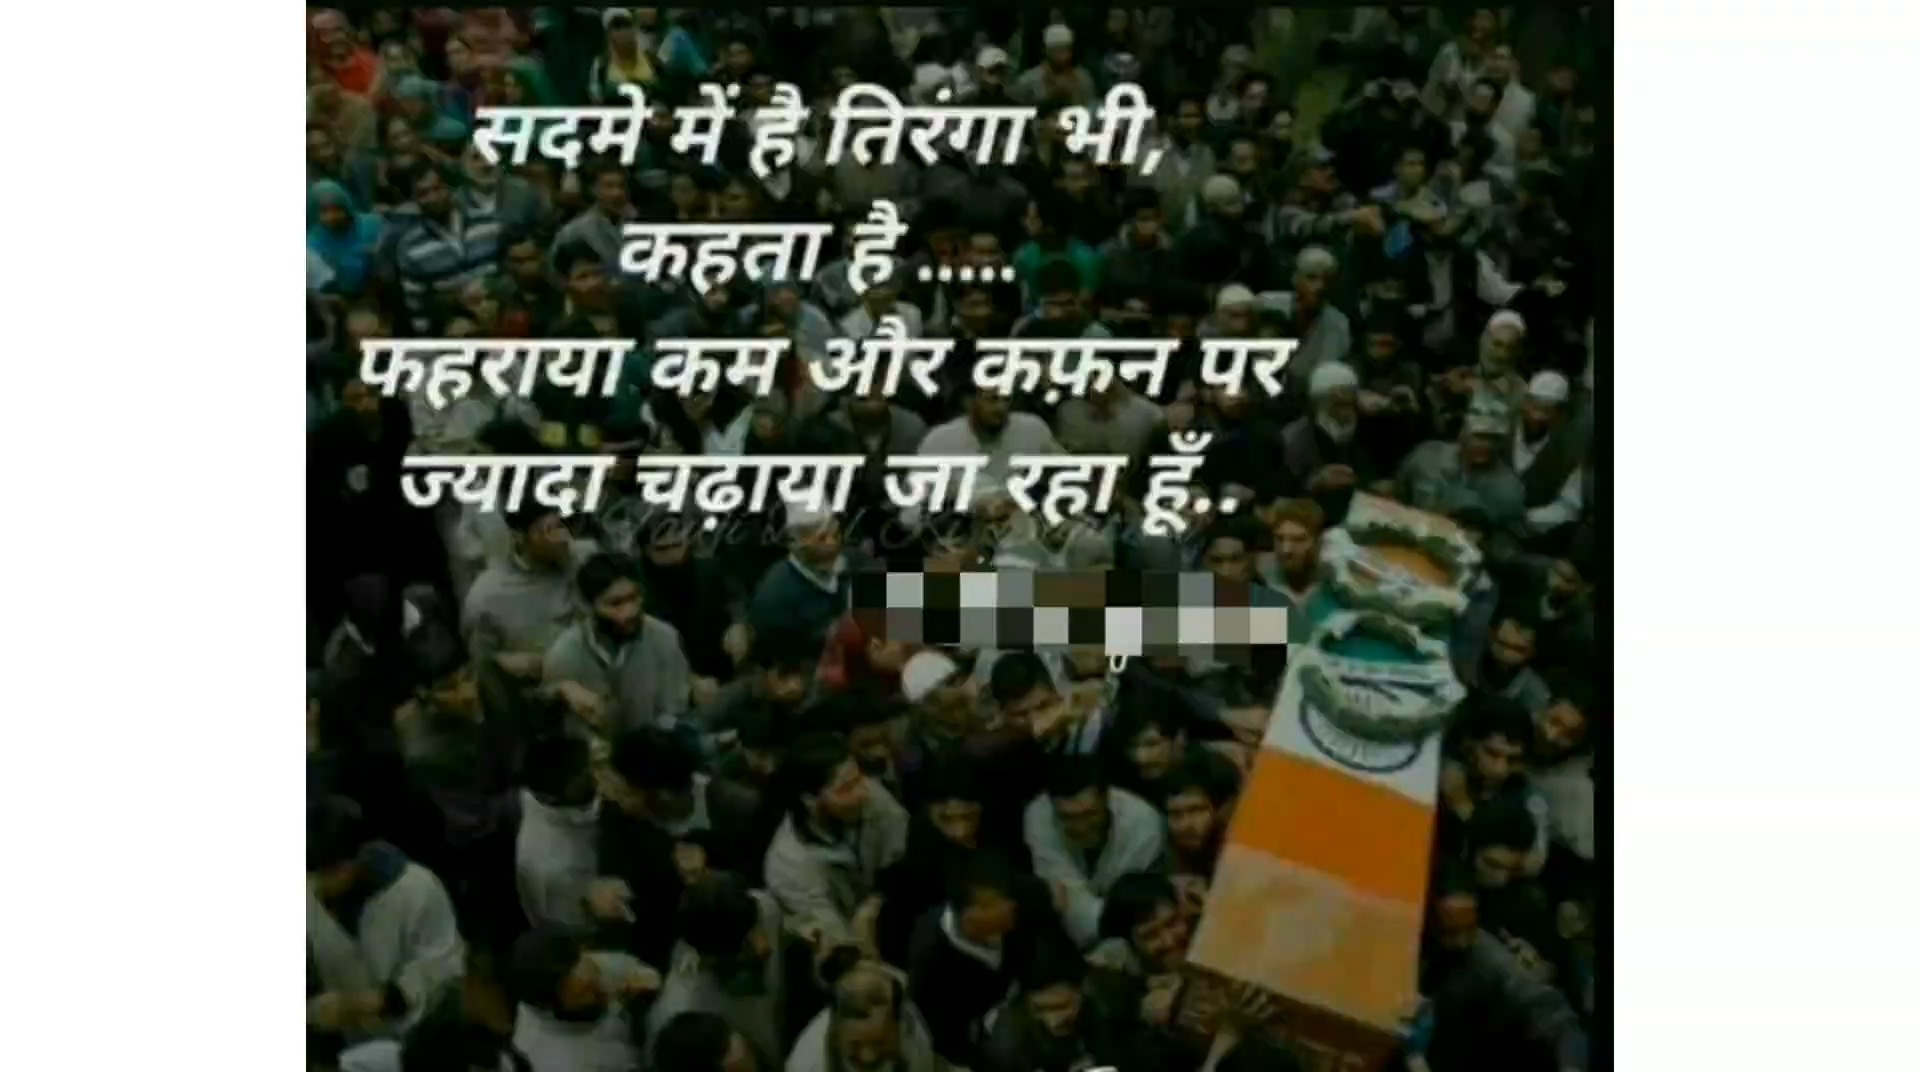 सदमे में है तिरंगा भी,
कहता है .....
फहराया कम और कफ़न पर
ज्यादा चढ़ाया जा रहा हूँ..